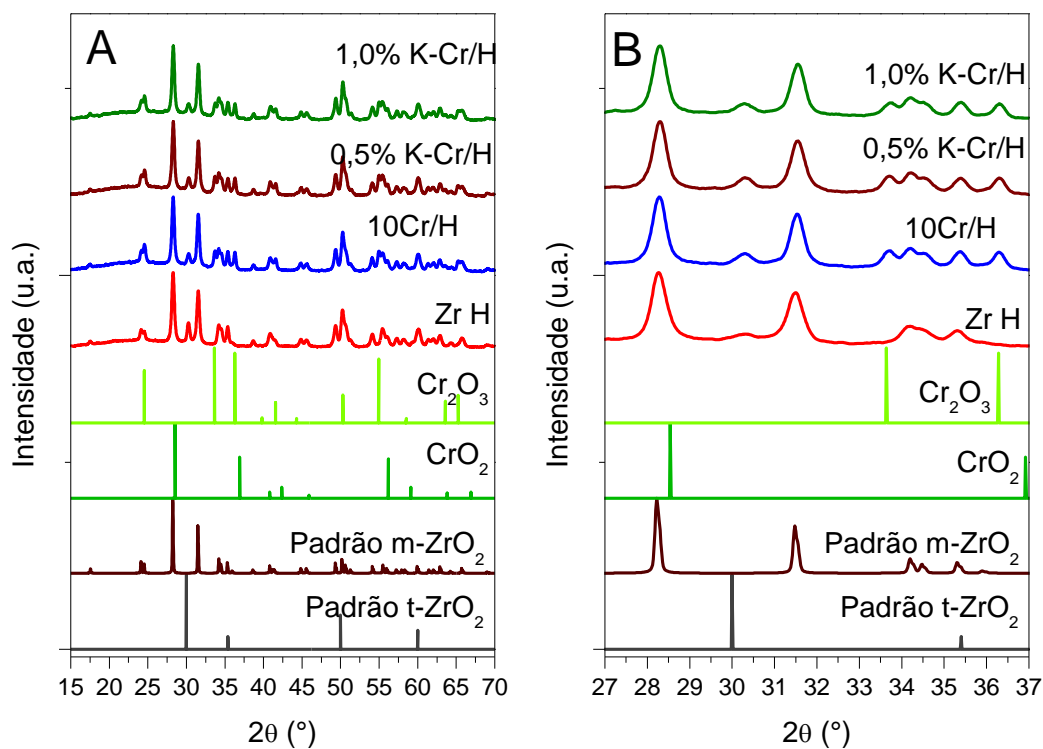 A
1,0% K-Cr/H
0,5% K-Cr/H
10Cr/H
Zr H
Cr₂O₃
CrO₂
Padrão m-ZrO₂
Padrão t-ZrO₂
Intensidade (u.a.)
15 20 25 30 35 40 45 50 55 60 65 70
2θ (°)
B
1,0% K-Cr/H
0,5% K-Cr/H
10Cr/H
Zr H
Cr₂O₃
CrO₂
Padrão m-ZrO₂
Padrão t-ZrO₂
Intensidade (u.a.)
27 28 29 30 31 32 33 34 35 36 37
2θ (°)